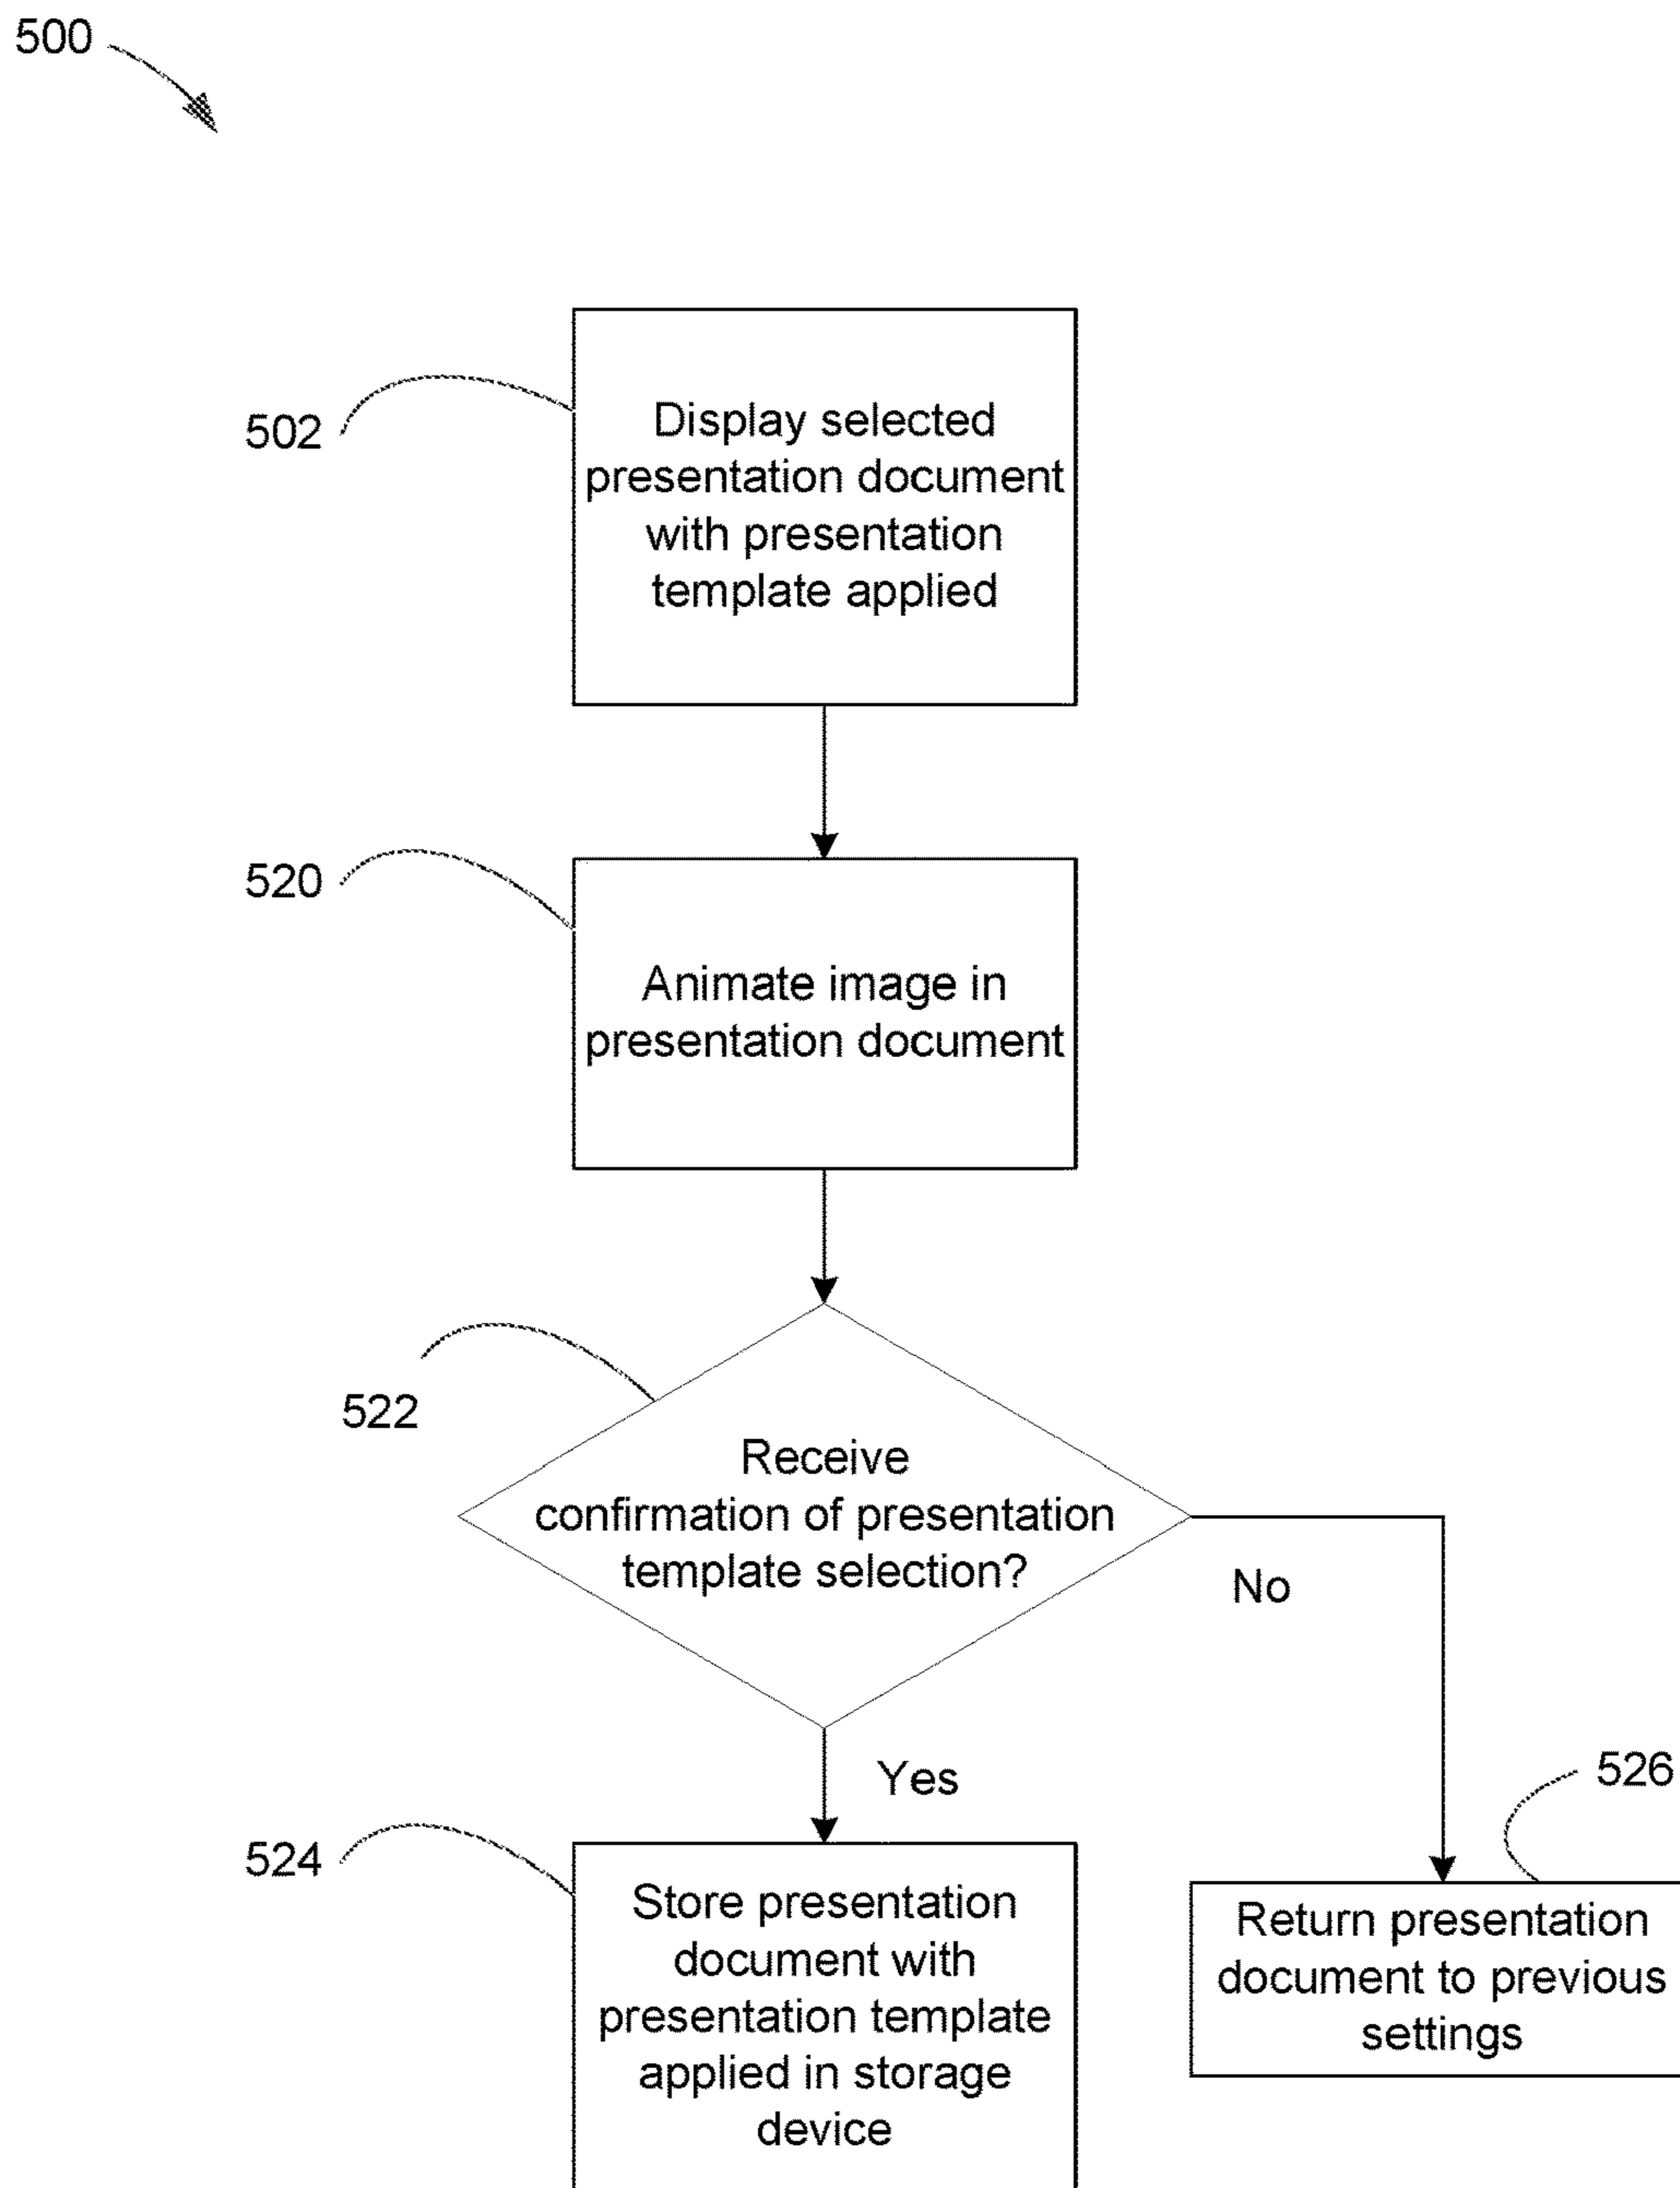 500
502
Display selected
presentation document
with presentation
template applied
520
Animate image in
presentation document
522
Receive
confirmation of presentation
template selection?
No
Yes
526
524
Store presentation
document with
presentation template
applied in storage
device
Return presentation
document to previous
settings